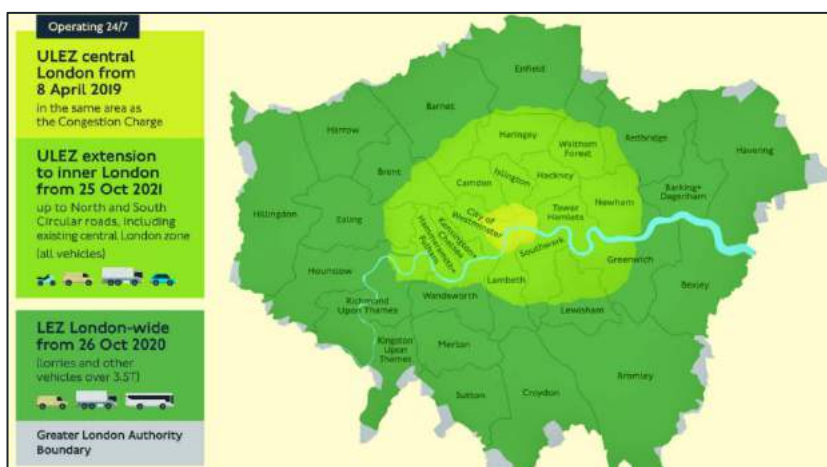 Operating 24/7
ULEZ central
London from
8 April 2019
in the same area as
the Congestion Charge
ULEZ extension
to inner London
from 25 Oct 2021
up to North and South
Circular roads, including
existing central London zone
(all vehicles)
LEZ London-wide
from 26 Oct 2020
(lorries and other
vehicles over 3.5T)
Greater London Authority
Boundary
Enfield
Barnet
Harrow
Haringey
Waltham
Forest
Redbridge
Havering
Brent
Camden
Islington
Hackney
Barking+
Dagenham
Hillingdon
Ealing
City of
Westminster
Kensington+
Chelsea
Hammersmith+
Fulham
Tower
Hamlets
Newham
Southwark
Greenwich
Hounslow
Lambeth
Bexley
Richmond
Upon Thames
Wandsworth
Lewisham
Kingston
Upon
Thames
Merton
Bromley
Sutton
Croydon